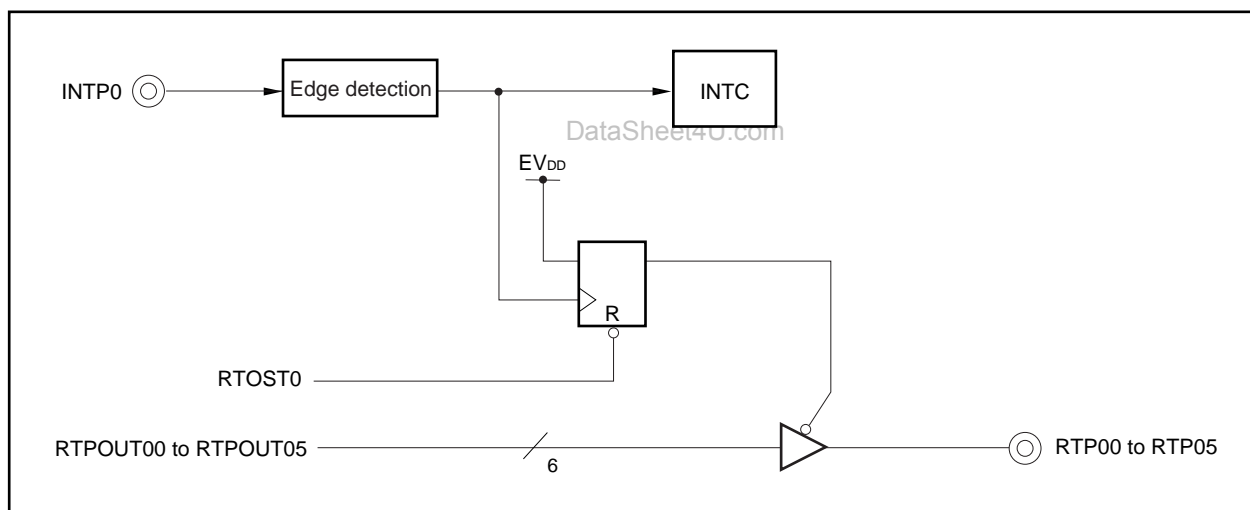 INTP0
Edge detection
INTC
DataSheet4U.com
EVDD
R
RTOST0
RTPOUT00 to RTPOUT05
6
RTP00 to RTP05